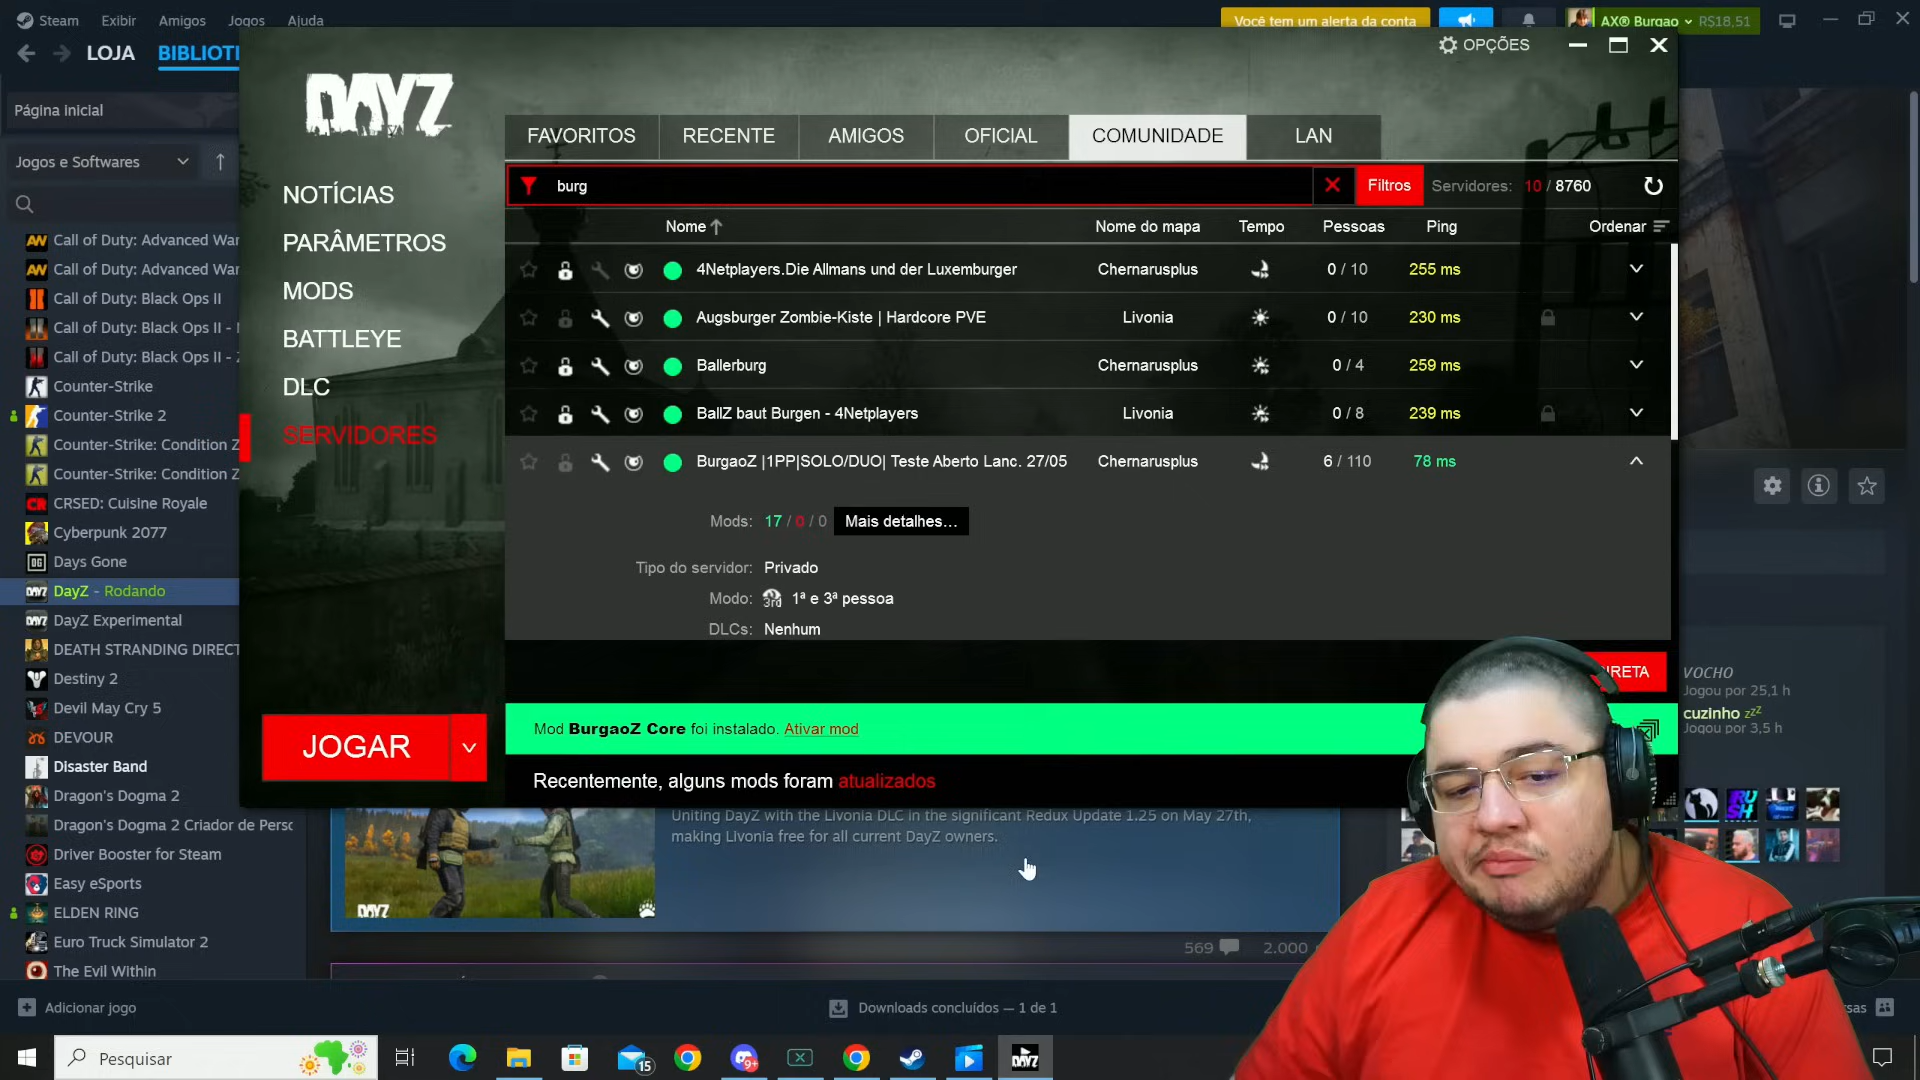 Steam Exibir Amigos Jogos Ajuda
Você tem um alerta da conta
AX® Burgao R$18,51
LOJA BIBLIOT
OPÇÕES
DAYZ
Página inicial
Jogos e Softwares
FAVORITOS RECENTE AMIGOS OFICIAL COMUNIDADE LAN
burg
Filtros Servidores: 10 / 8760
Nome Nome do mapa Tempo Pessoas Ping Ordenar
4Netplayers.Die Allmans und der Luxemburger Chernarusplus 0 / 10 255 ms
Augsburger Zombie-Kiste | Hardcore PVE Livonia 0 / 10 230 ms
Ballerburg Chernarusplus 0 / 4 259 ms
BallZ baut Burgen - 4Netplayers Livonia 0 / 8 239 ms
BurgaoZ |1PP|SOLO/DUO| Teste Aberto Lanc. 27/05 Chernarusplus 6 / 110 78 ms
Mods: 17 / 0 / 0 Mais detalhes...
Tipo do servidor: Privado
Modo: 3rd 1ª e 3ª pessoa
DLCs: Nenhum
IRETA
NOTÍCIAS
PARÂMETROS
MODS
BATTLEYE
DLC
SERVIDORES
JOGAR
Mod BurgaoZ Core foi instalado. Ativar mod
Recentemente, alguns mods foram atualizados
Call of Duty: Advanced War
Call of Duty: Advanced War
Call of Duty: Black Ops II
Call of Duty: Black Ops II -
Call of Duty: Black Ops II -
Counter-Strike
Counter-Strike 2
Counter-Strike: Condition Z
Counter-Strike: Condition Z
CRSED: Cuisine Royale
Cyberpunk 2077
Days Gone
DayZ - Rodando
DayZ Experimental
DEATH STRANDING DIRECT
Destiny 2
Devil May Cry 5
DEVOUR
Disaster Band
Dragon's Dogma 2
Dragon's Dogma 2 Criador de Perso
Driver Booster for Steam
Easy eSports
ELDEN RING
Euro Truck Simulator 2
The Evil Within
VOCHO
Jogou por 25,1 h
cuzinho zzZ
Jogou por 3,5 h
Uniting DayZ with the Livonia DLC in the significant Redux Update 1.25 on May 27th,
making Livonia free for all current DayZ owners.
DAYZ
569 2.000
Adicionar jogo
Downloads concluídos — 1 de 1
sas
Pesquisar
15
9+
DAYZ